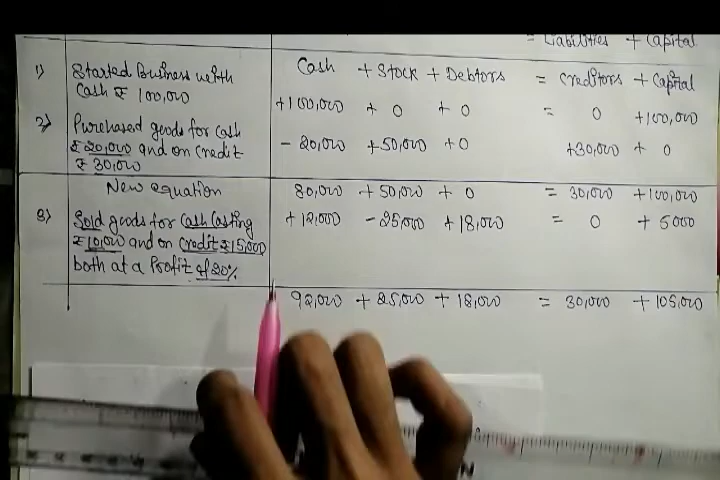 = Liabilities + Capital
1) Started Business with Cash + Stock + Debtors = Creditors + Capital
Cash ₹ 100,000 +100,000 + 0 + 0 = 0 +100,000
2) Purchased goods for cash
₹ 20,000 and on credit - 20,000 +50,000 +0 +30,000 + 0
₹ 30,000
New equation 80,000 + 50,000 + 0 = 30,000 +100,000
3) Sold goods for Cash Costing +12,000 - 25,000 +18,000 = 0 + 5000
₹ 10,000 and on credit ₹ 15,000
both at a Profit of 20%
92,000 + 25,000 + 18,000 = 30,000 + 105,000